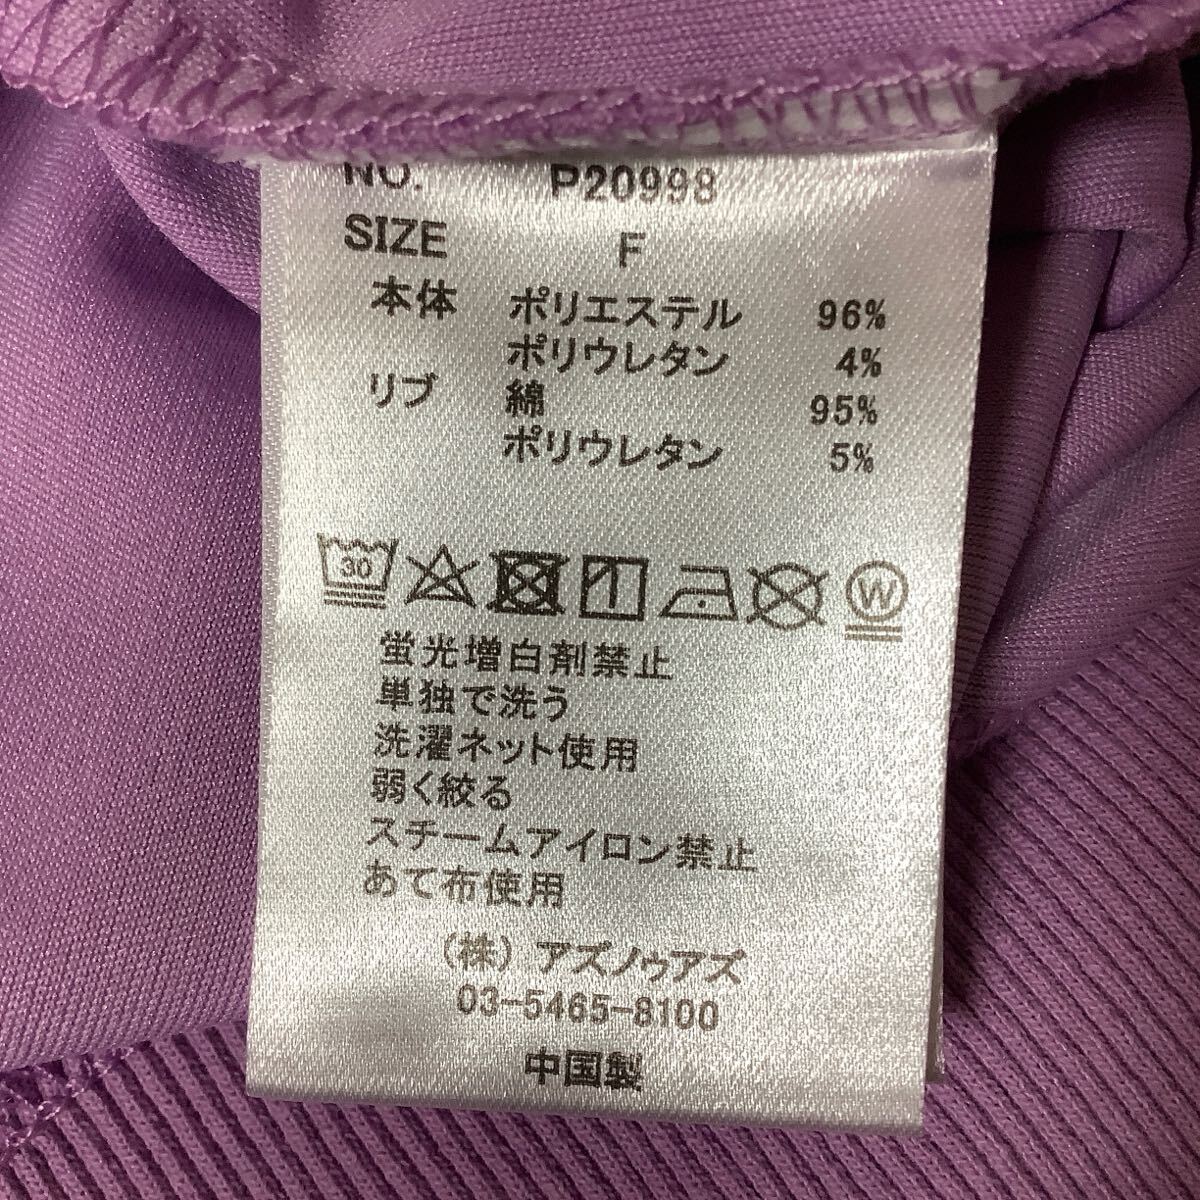 NO. P20998
SIZE F
本体 ポリエステル 96%
ポリウレタン 4%
リブ 綿 95%
ポリウレタン 5%
30 W
蛍光増白剤禁止
単独で洗う
洗濯ネット使用
弱く絞る
スチームアイロン禁止
あて布使用
(株) アズノゥアズ
03-5465-8100
中国製